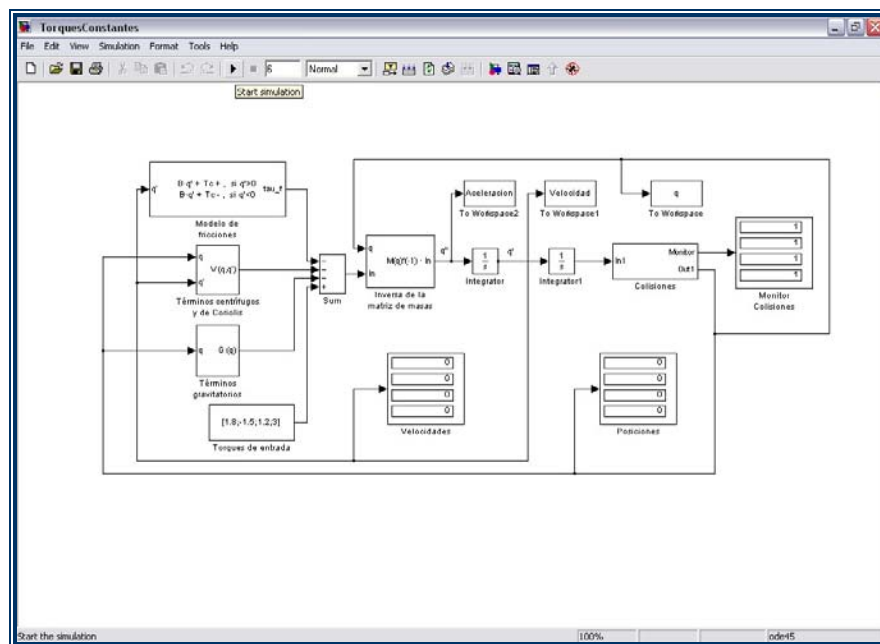 TorquesConstantes
File Edit View Simulation Format Tools Help
6 Normal
Start simulation
q'
B·q' + Tc+ , si q'>0
B·q' + Tc- , si q'<0
tau_f
Modelo de
fricciones
q
q'
V(q,q')
Términos centrífugos
y de Coriolis
q
G (q)
Términos
gravitatorios
[1.8;-1.5;1.2;3]
Torques de entrada
Sum
q
In
M(q)^(-1) · In
Inversa de la
matriz de masas
q''
Aceleracion
To Workspace2
1
s
Integrator
q'
Velocidad
To Workspace1
1
s
Integrator1
q
To Workspace
In1
Monitor
Out1
Colisiones
1
1
1
1
Monitor
Colisiones
0
0
0
0
Velocidades
0
0
0
0
Posiciones
Start the simulation
100%
ode45